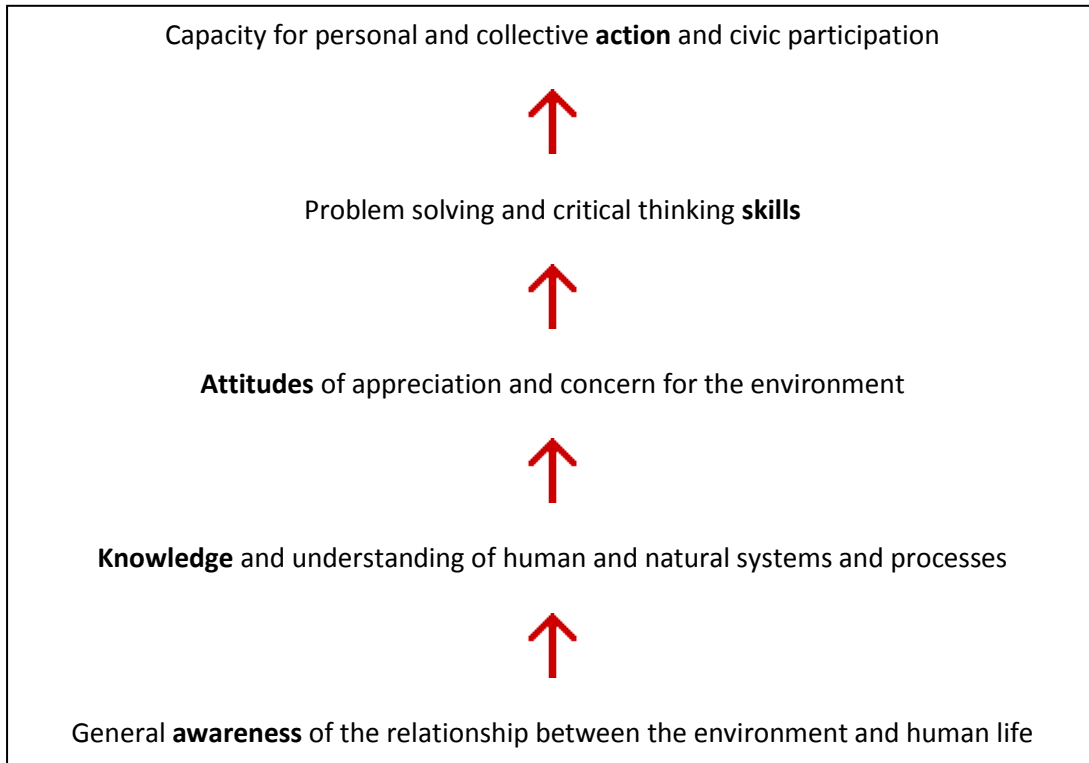 Capacity for personal and collective action and civic participation
Problem solving and critical thinking skills
Attitudes of appreciation and concern for the environment
Knowledge and understanding of human and natural systems and processes
General awareness of the relationship between the environment and human life